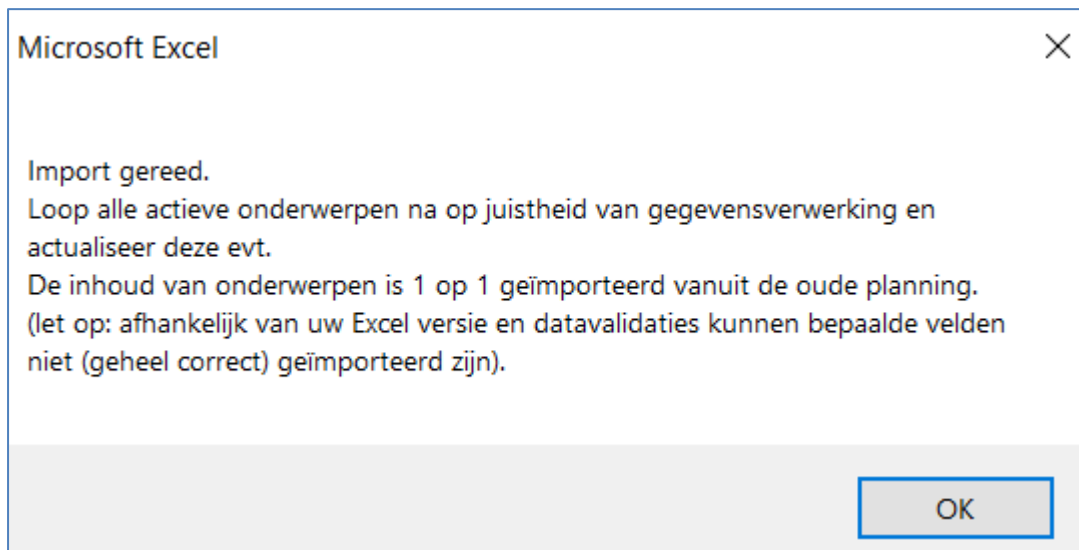 Microsoft Excel
Import gereed.
Loop alle actieve onderwerpen na op juistheid van gegevensverwerking en
actualiseer deze evt.
De inhoud van onderwerpen is 1 op 1 geïmporteerd vanuit de oude planning.
(let op: afhankelijk van uw Excel versie en datavalidaties kunnen bepaalde velden
niet (geheel correct) geïmporteerd zijn).
OK